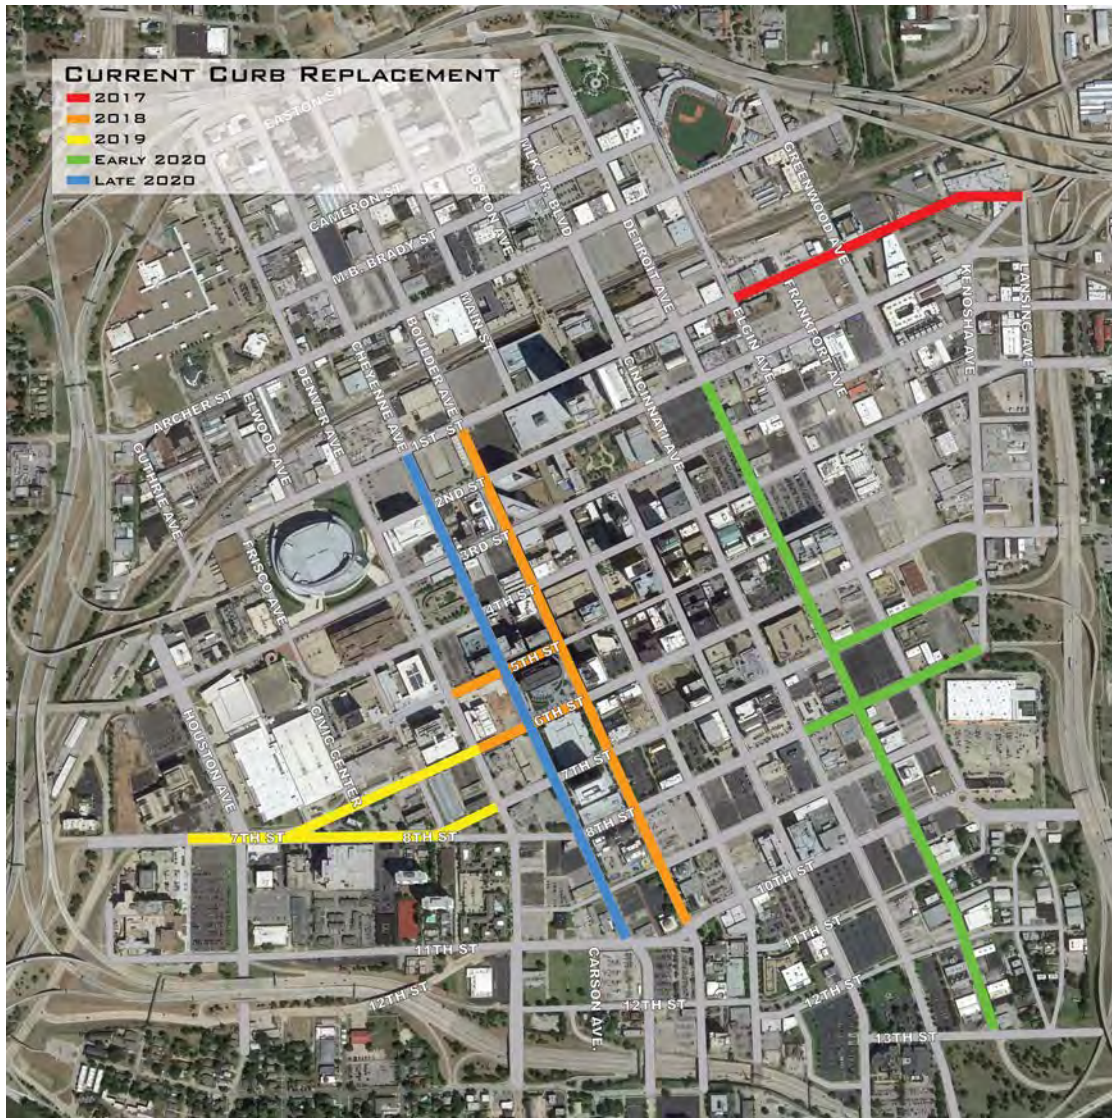 CURRENT CURB REPLACEMENT
2017
2018
2019
EARLY 2020
LATE 2020
EASTON ST
CAMERON ST
M.B. BRADY ST
BOSTON AVE
MLK JR BLVD
DETROIT AVE
GREENWOOD AVE
ELGIN AVE
FRANKFORT AVE
KENOSHA AVE
LANSING AVE
MAIN ST
BOULDER AVE
CHEYENNE AVE
DENVER AVE
ELWOOD AVE
ARCHER ST
GUTHRIE AVE
CINCINNATI AVE
1ST ST
2ND ST
3RD ST
4TH ST
5TH ST
6TH ST
7TH ST
8TH ST
FRISCO AVE
CIVIC CENTER
HOUSTON AVE
7TH ST
8TH ST
10TH ST
11TH ST
11TH ST
12TH ST
12TH ST
12TH ST
13TH ST
CARSON AVE.